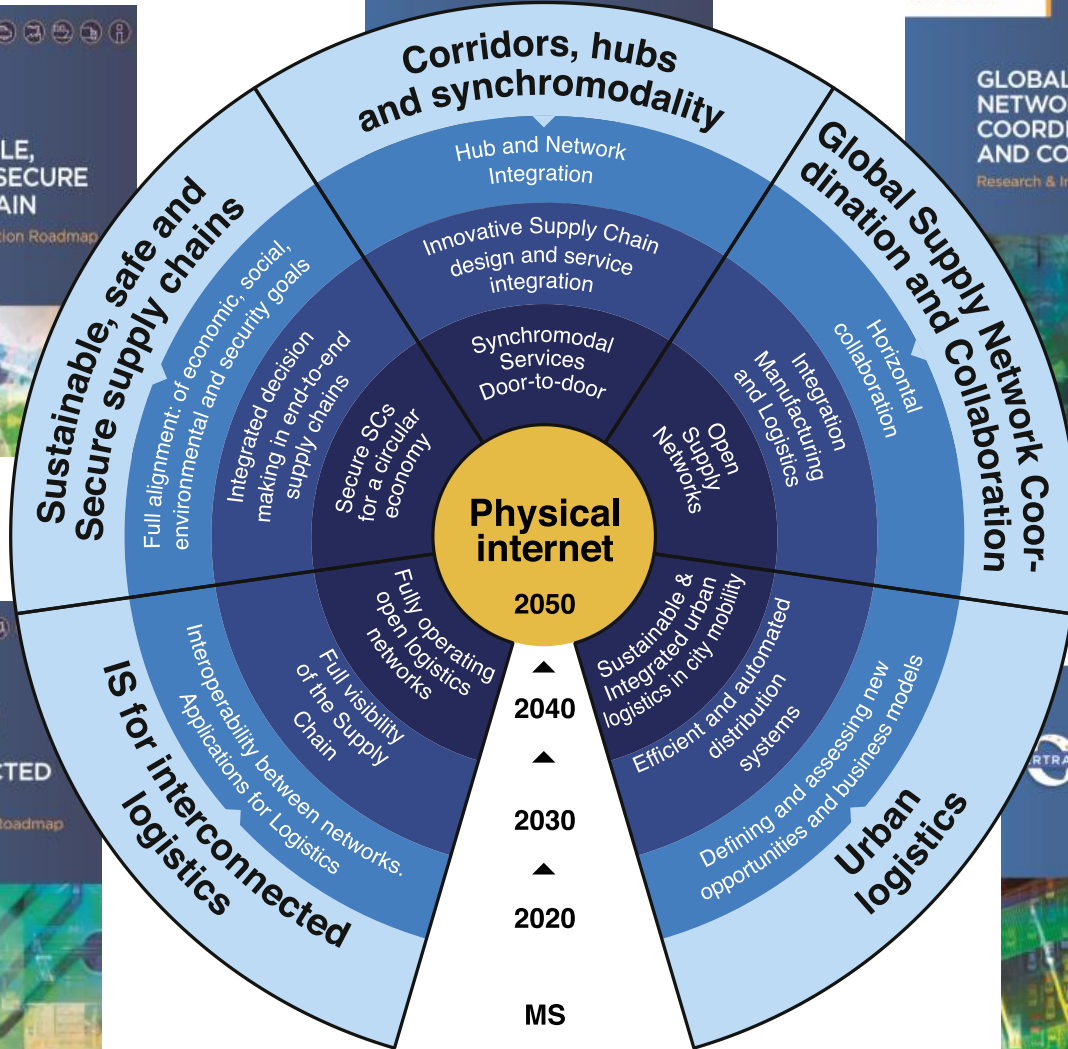 Corridors, hubs
and synchromodality
Hub and Network
Integration
Innovative Supply Chain
design and service
integration
Synchromodal
Services
Door-to-door
Global Supply Network Coor-
dination and Collaboration
Horizontal
collaboration
Integration
Manufacturing
and Logistics
Open
Supply
Networks
Urban
logistics
Defining and assessing new
opportunities and business models
Efficient and automated
distribution
systems
Sustainable &
Integrated urban
logistics in city mobility
IS for interconnected
logistics
Interoperability between networks.
Applications for Logistics
Full visibility
of the Supply
Chain
Fully operating
open logistics
networks
Sustainable, safe and
Secure supply chains
Full alignment: of economic, social,
environmental and security goals
Integrated decision
making in end-to-end
supply chains
Secure SCs
for a circular
economy
Physical
internet
2050
2040
2030
2020
MS
LE,
SECURE
AIN
tion Roadmap
GLOBAL
NETWO
COORD
AND CO
Research & In
CTED
Roadmap
RTRA